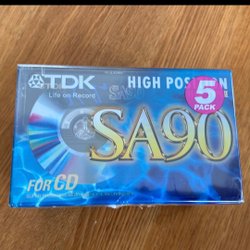 TDK
Life on Record
HIGH POSITION
5
PACK
SA90
FOR CD